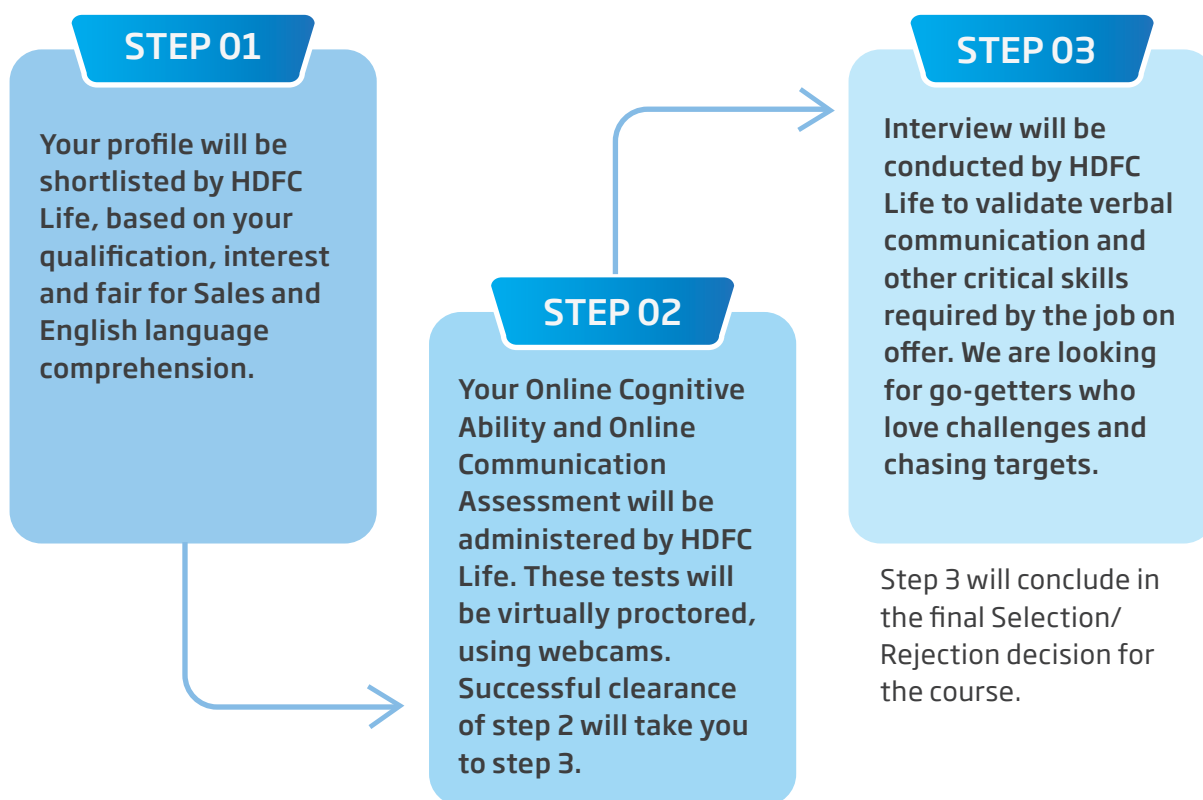 STEP 01
Your profile will be
shortlisted by HDFC
Life, based on your
qualification, interest
and fair for Sales and
English language
comprehension.
STEP 02
Your Online Cognitive
Ability and Online
Communication
Assessment will be
administered by HDFC
Life. These tests will
be virtually proctored,
using webcams.
Successful clearance
of step 2 will take you
to step 3.
STEP 03
Interview will be
conducted by HDFC
Life to validate verbal
communication and
other critical skills
required by the job on
offer. We are looking
for go-getters who
love challenges and
chasing targets.
Step 3 will conclude in
the final Selection/
Rejection decision for
the course.